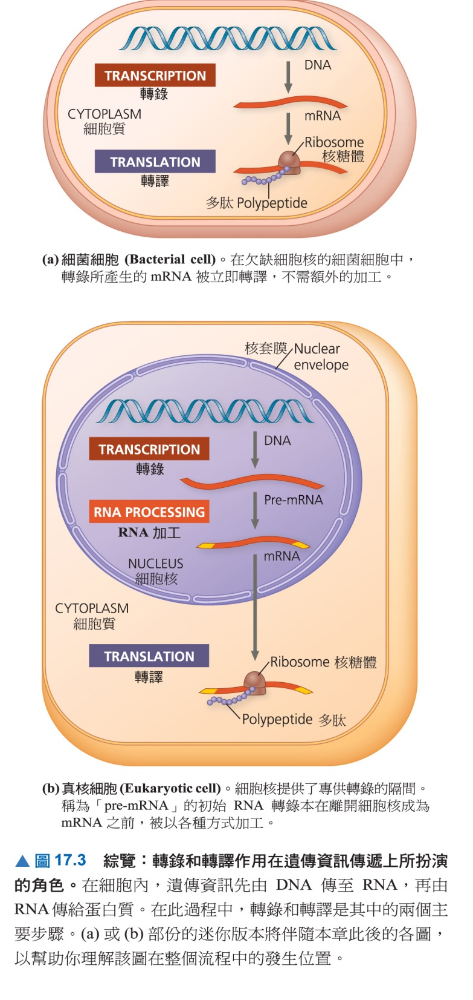 DNA
TRANSCRIPTION
轉錄
CYTOPLASM
細胞質
mRNA
Ribosome
核糖體
TRANSLATION
轉譯
多肽 Polypeptide
(a) 細菌細胞 (Bacterial cell)。在欠缺細胞核的細菌細胞中，
轉錄所產生的 mRNA 被立即轉譯，不需額外的加工。
核套膜 Nuclear
envelope
DNA
TRANSCRIPTION
轉錄
Pre-mRNA
RNA PROCESSING
RNA 加工
mRNA
NUCLEUS
細胞核
CYTOPLASM
細胞質
TRANSLATION
轉譯
Ribosome 核糖體
Polypeptide 多肽
(b) 真核細胞 (Eukaryotic cell)。細胞核提供了專供轉錄的隔間。
稱為「pre-mRNA」的初始 RNA 轉錄本在離開細胞核成為
mRNA 之前，被以各種方式加工。
▲ 圖 17.3 綜覽：轉錄和轉譯作用在遺傳資訊傳遞上所扮演
的角色。在細胞內，遺傳資訊先由 DNA 傳至 RNA，再由
RNA 傳給蛋白質。在此過程中，轉錄和轉譯是其中的兩個主
要步驟。(a) 或 (b) 部份的迷你版本將伴隨本章此後的各圖，
以幫助你理解該圖在整個流程中的發生位置。